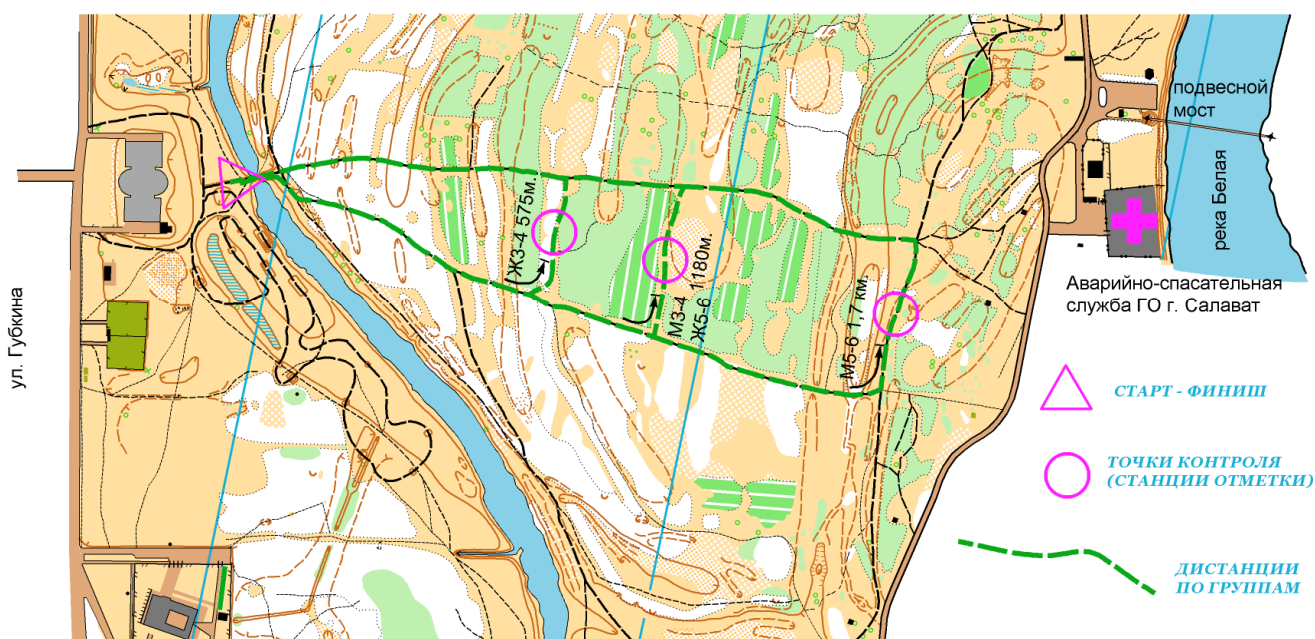 ул. Губкина
Ж3-4 575м.
М3-4
Ж5-6 1180м.
М5-6 1,7 км.
подвесной
мост
река Белая
Аварийно-спасательная
служба ГО г. Салават
СТАРТ - ФИНИШ
ТОЧКИ КОНТРОЛЯ
(СТАНЦИИ ОТМЕТКИ)
ДИСТАНЦИИ
ПО ГРУППАМ